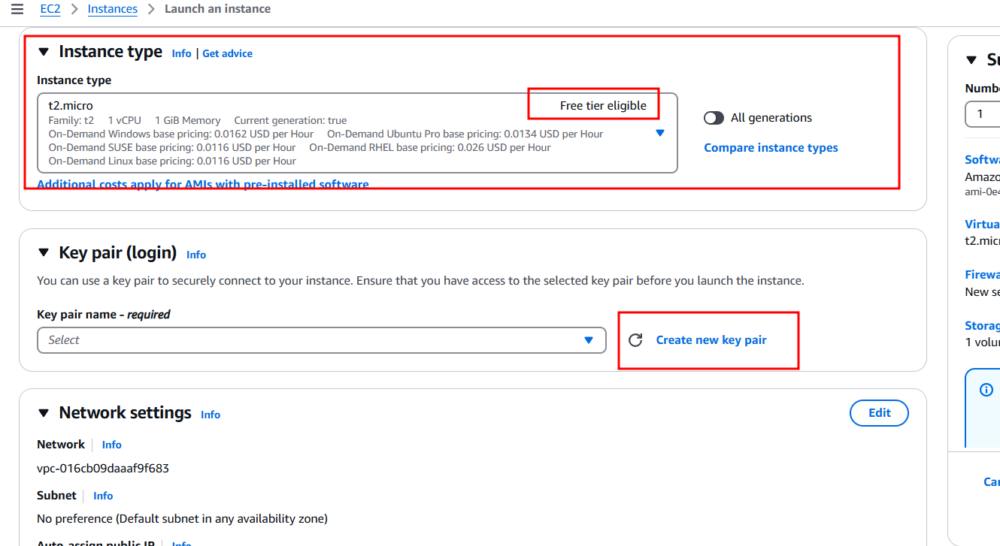 EC2 > Instances > Launch an instance
Instance type Info | Get advice
Instance type
t2.micro Free tier eligible
Family: t2 1 vCPU 1 GiB Memory Current generation: true
On-Demand Windows base pricing: 0.0162 USD per Hour On-Demand Ubuntu Pro base pricing: 0.0134 USD per Hour
On-Demand SUSE base pricing: 0.0116 USD per Hour On-Demand RHEL base pricing: 0.026 USD per Hour
On-Demand Linux base pricing: 0.0116 USD per Hour
All generations
Compare instance types
Additional costs apply for AMIs with pre-installed software
Key pair (login) Info
You can use a key pair to securely connect to your instance. Ensure that you have access to the selected key pair before you launch the instance.
Key pair name - required
Select
Create new key pair
Network settings Info
Edit
Network Info
vpc-016cb09daaaf9f683
Subnet Info
No preference (Default subnet in any availability zone)
Auto-assign public IP Info
Su
Numbe
1
Softwa
Amazo
ami-0e4
Virtua
t2.micr
Firewa
New se
Storag
1 volu
Can